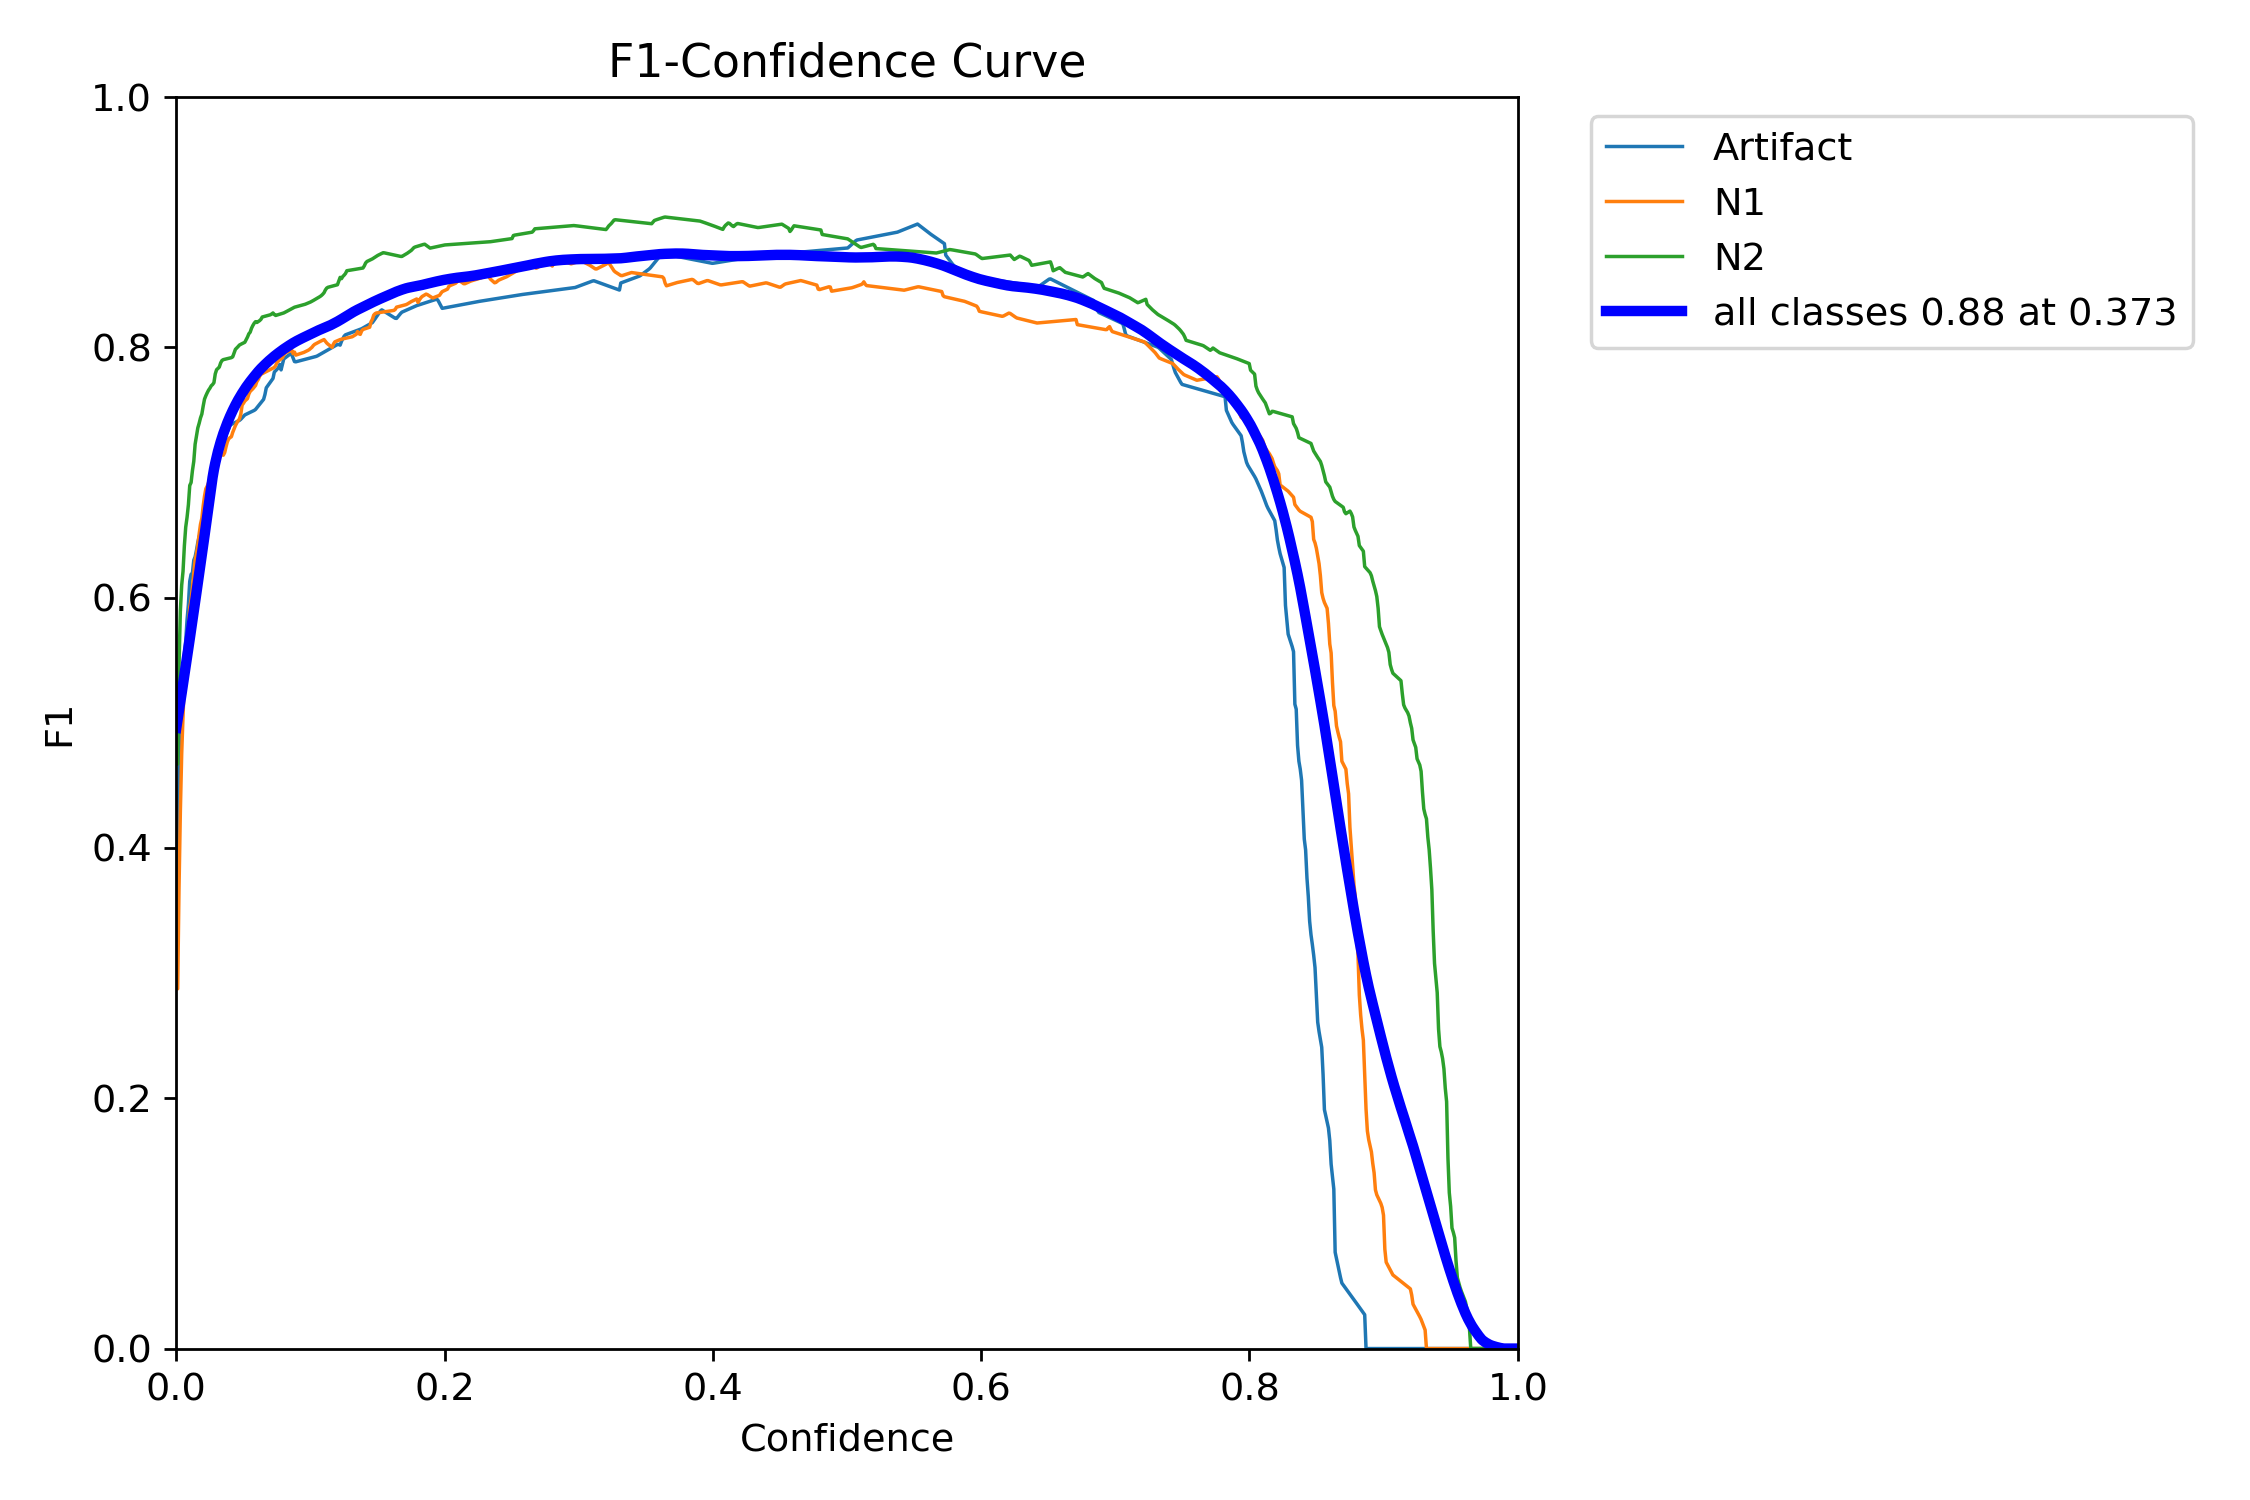 F1-Confidence Curve
1.0
0.8
0.6
0.4
0.2
0.0
F1
0.0 0.2 0.4 0.6 0.8 1.0
Confidence
Artifact
N1
N2
all classes 0.88 at 0.373